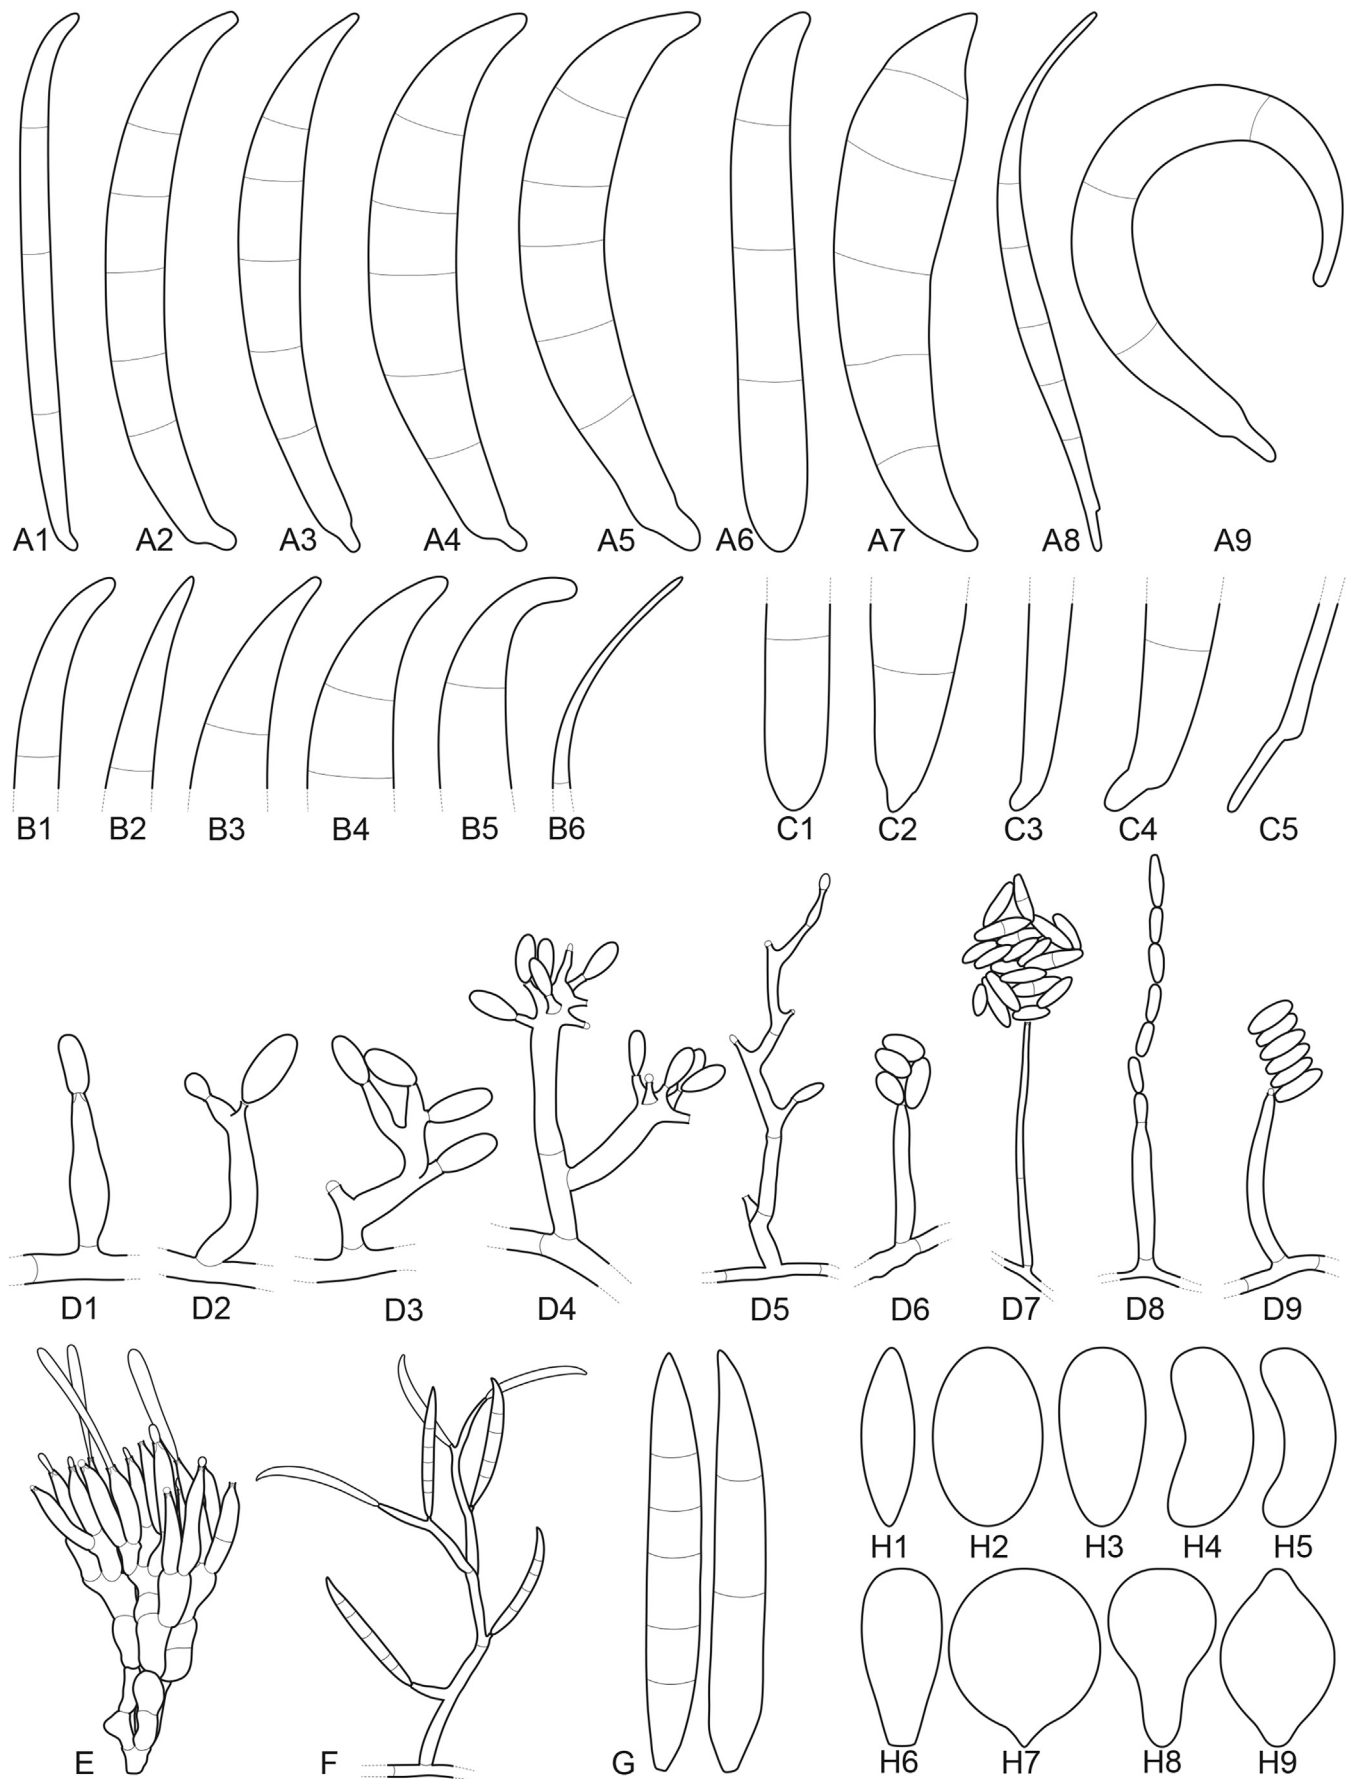 A1 A2 A3 A4 A5 A6 A7 A8 A9
B1 B2 B3 B4 B5 B6 C1 C2 C3 C4 C5
D1 D2 D3 D4 D5 D6 D7 D8 D9
H1 H2 H3 H4 H5
E F G H6 H7 H8 H9